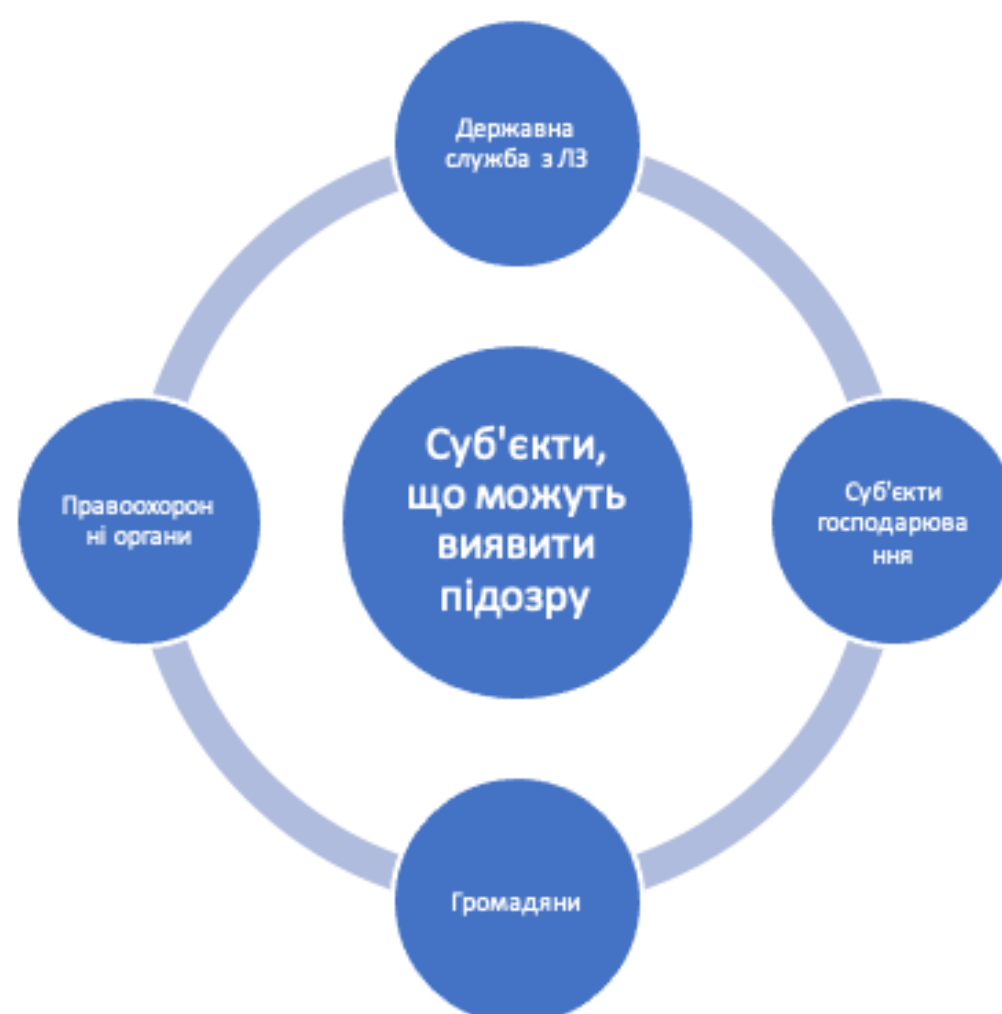 Державна
служба з ЛЗ
Суб'єкти,
що можуть
виявити
підозру
Правоохорон
ні органи
Суб'єкти
господарюва
ння
Громадяни